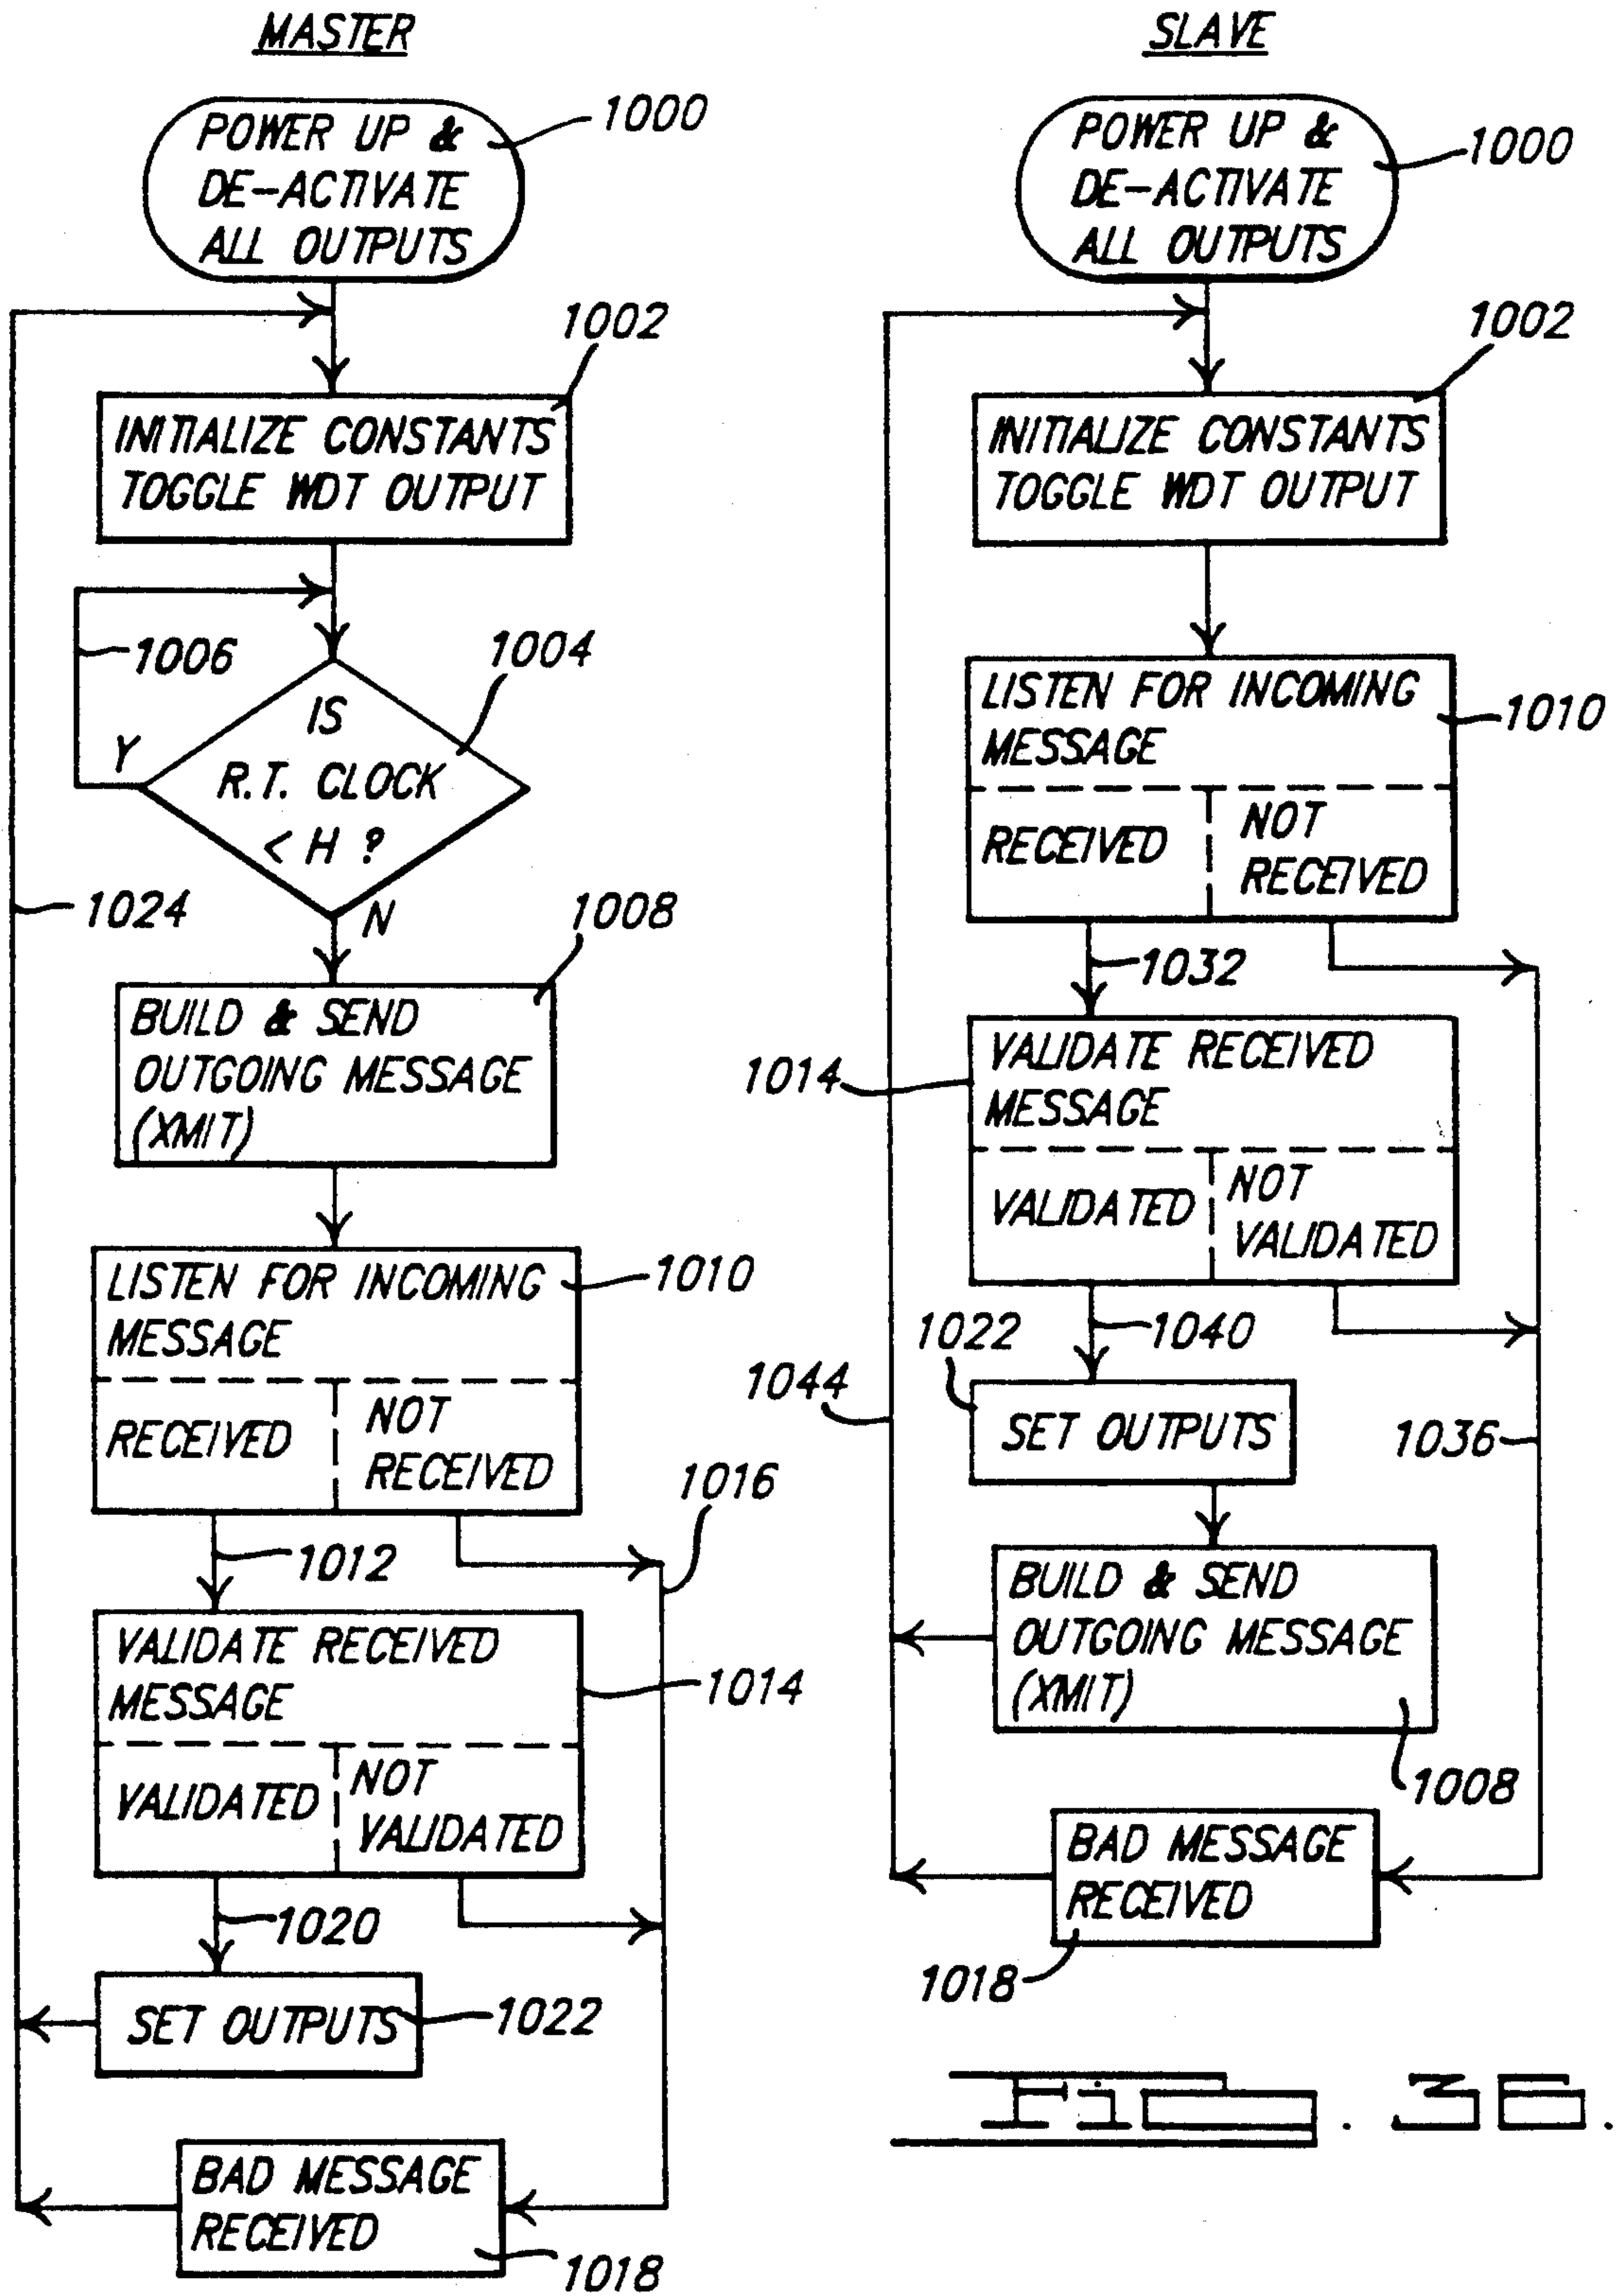 MASTER
POWER UP &
DE-ACTIVATE
ALL OUTPUTS
1000
1002
INITIALIZE CONSTANTS
TOGGLE WDT OUTPUT
1006
1004
IS
R.T. CLOCK
< H ?
Y
N
1024
1008
BUILD & SEND
OUTGOING MESSAGE
(XMIT)
LISTEN FOR INCOMING
MESSAGE
1010
RECEIVED
NOT
RECEIVED
1016
1012
VALIDATE RECEIVED
MESSAGE
1014
VALIDATED
NOT
VALIDATED
1020
SET OUTPUTS
1022
BAD MESSAGE
RECEIVED
1018
SLAVE
POWER UP &
DE-ACTIVATE
ALL OUTPUTS
1000
1002
INITIALIZE CONSTANTS
TOGGLE WDT OUTPUT
LISTEN FOR INCOMING
MESSAGE
1010
RECEIVED
NOT
RECEIVED
1032
1014
VALIDATE RECEIVED
MESSAGE
VALIDATED
NOT
VALIDATED
1040
1022
1044
SET OUTPUTS
1036
BUILD & SEND
OUTGOING MESSAGE
(XMIT)
1008
BAD MESSAGE
RECEIVED
1018
FIG. 36.